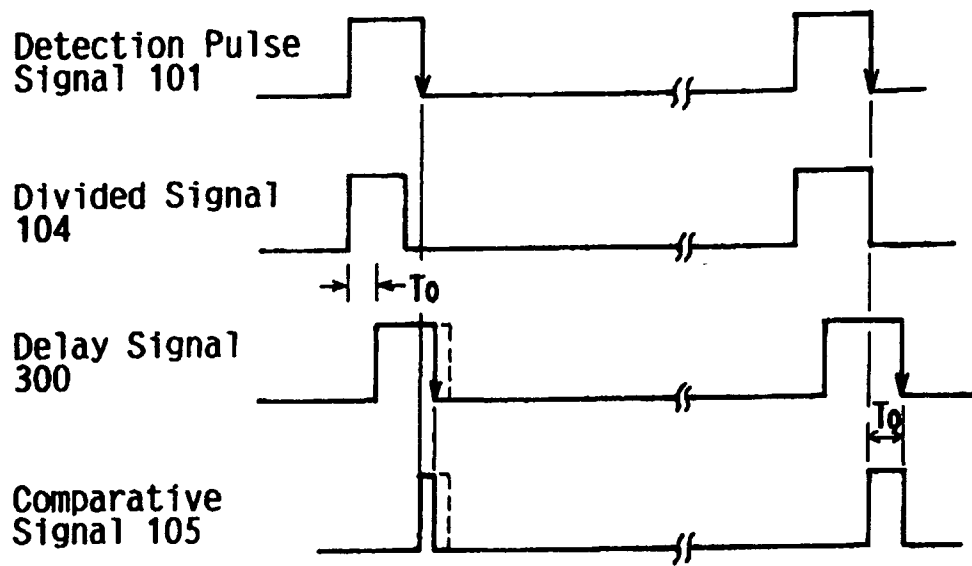 Detection Pulse
Signal 101
Divided Signal
104
To
Delay Signal
300
To
Comparative
Signal 105